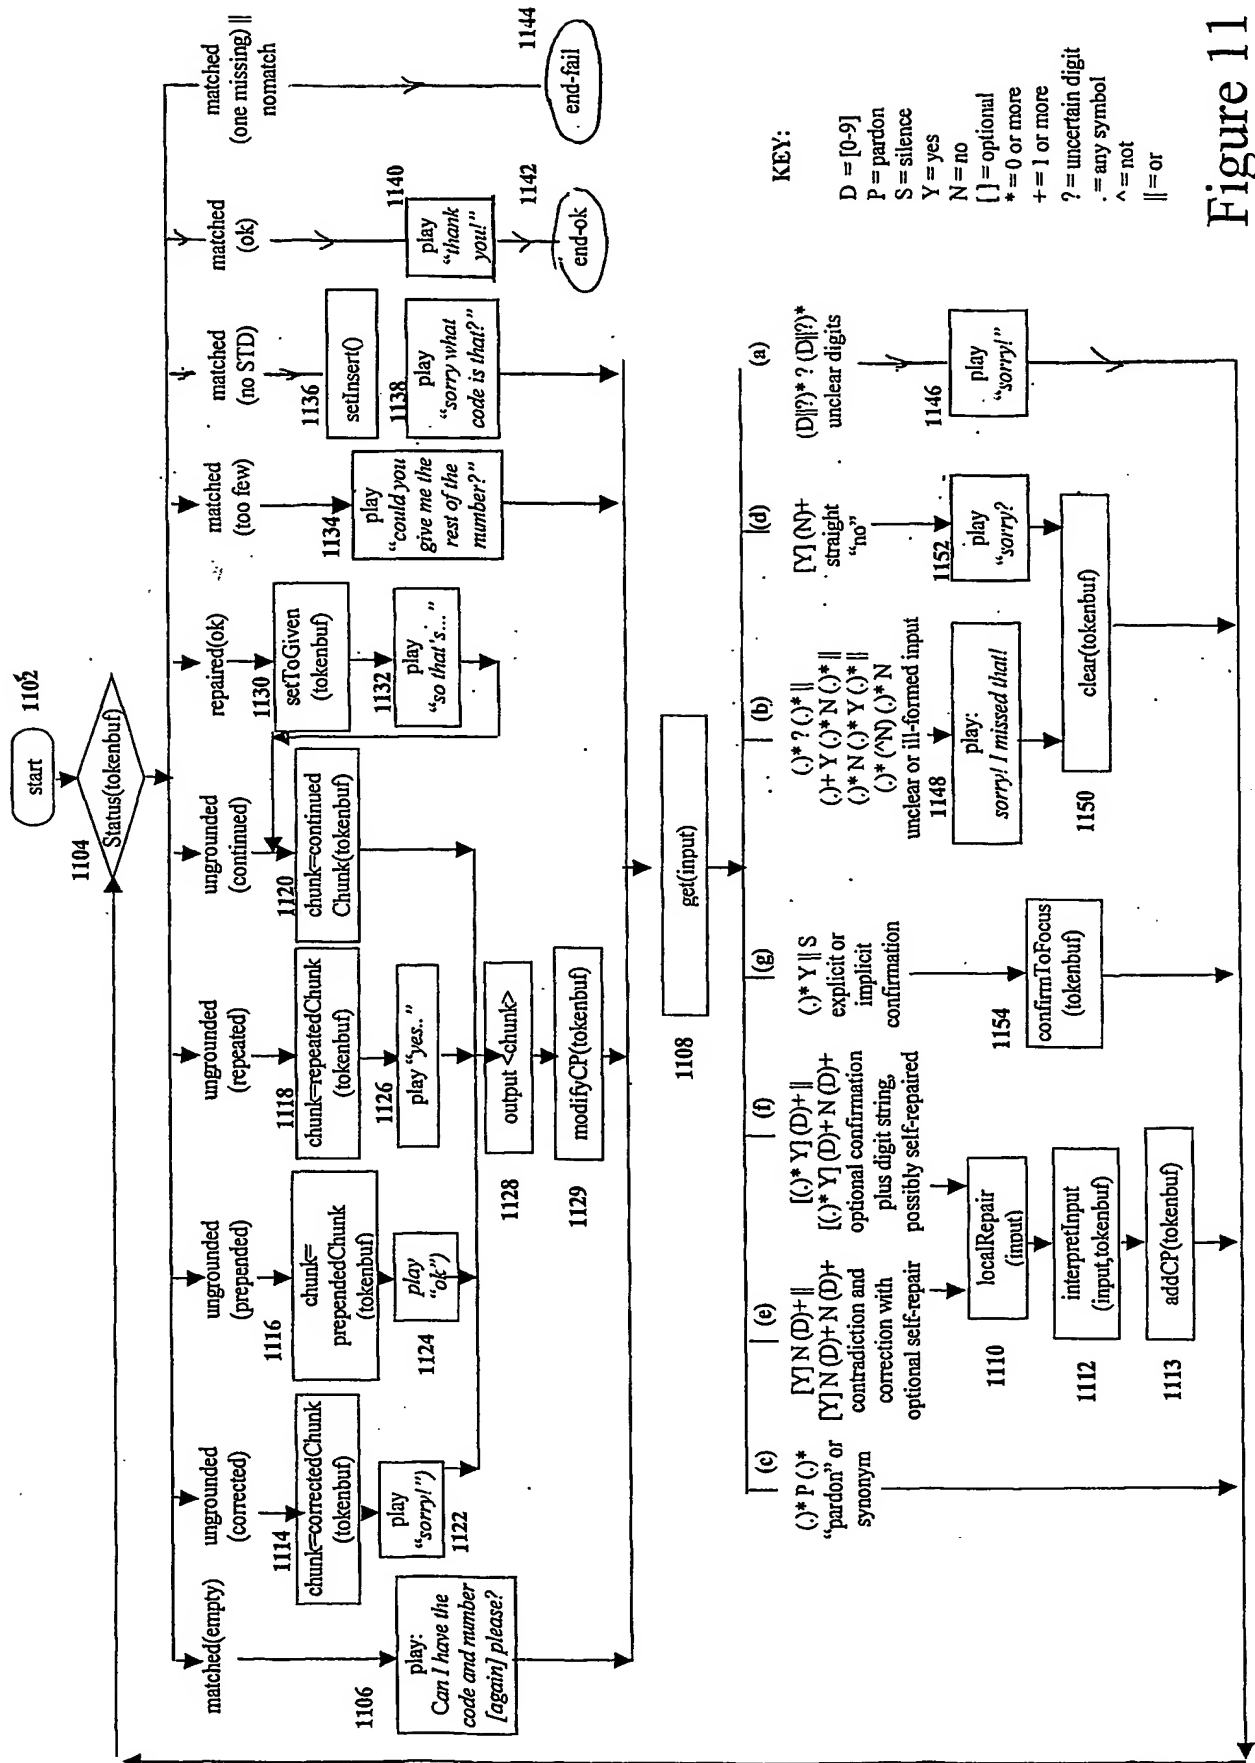 start
1102
1104
Status(tokenbuf)
matched(empty)
1106
play:
Can I have the
code and number
[again] please?
ungrounded
(corrected)
1114
chunk=correctedChunk
(tokenbuf)
play
“sorry!”)
1122
ungrounded
(prepended)
1116
chunk=
prependedChunk
(tokenbuf)
play
“ok”)
1124
ungrounded
(repeated)
1118
chunk=repeatedChunk
(tokenbuf)
1126
play “yes..”
output <chunk>
1128
modifyCP(tokenbuf)
1129
ungrounded
(continued)
1120
chunk=continued
Chunk(tokenbuf)
repaired(ok)
1130
setToGiven
(tokenbuf)
1132
play
“so that's...”
matched
(too few)
1134
play
“could you
give me the
rest of the
number?”
matched
(no STD)
1136
setInsert()
play
1138
“sorry what
code is that?”
matched
(ok)
1140
play
“thank
you!”
1142
end-ok
matched
(one missing) ||
nomatch
1144
end-fail
get(input)
1108
(c)
(.)* P (.)*
“pardon” or
synonym
(e)
[Y] N (D)+ ||
[Y] N (D)+ N (D)+
contradiction and
correction with
optional self-repair
(f)
[(.)* Y] (D)+ ||
[(.)* Y] (D)+ N (D)+
optional confirmation
plus digit string,
possibly self-repaired
localRepair
(input)
1110
interpretInput
(input,tokenbuf)
1112
addCP(tokenbuf)
1113
(g)
(.)* Y || S
explicit or
implicit
confirmation
1154
confirmToFocus
(tokenbuf)
(b)
(.)* ? (.)* ||
(.)+ Y (.)* N (.)* ||
(.)* N (.)* Y (.)* ||
(.)* (^N) (.)* N
unclear or ill-formed input
1148
play:
sorry! I missed that!
1150
clear(tokenbuf)
(d)
[Y] (N)+
straight
“no”
1152
play
“sorry?
(a)
(D||?)* ? (D||?)*
unclear digits
1146
play
“sorry!”
KEY:
D = [0-9]
P = pardon
S = silence
Y = yes
N = no
[ ] = optional
* = 0 or more
+ = 1 or more
? = uncertain digit
. = any symbol
^ = not
|| = or
Figure 11